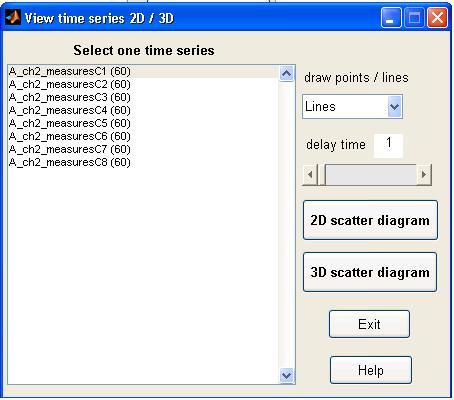 View time series 2D / 3D
Select one time series
A_ch2_measuresC1 (60)
A_ch2_measuresC2 (60)
A_ch2_measuresC3 (60)
A_ch2_measuresC4 (60)
A_ch2_measuresC5 (60)
A_ch2_measuresC6 (60)
A_ch2_measuresC7 (60)
A_ch2_measuresC8 (60)
draw points / lines
Lines
delay time 1
2D scatter diagram
3D scatter diagram
Exit
Help